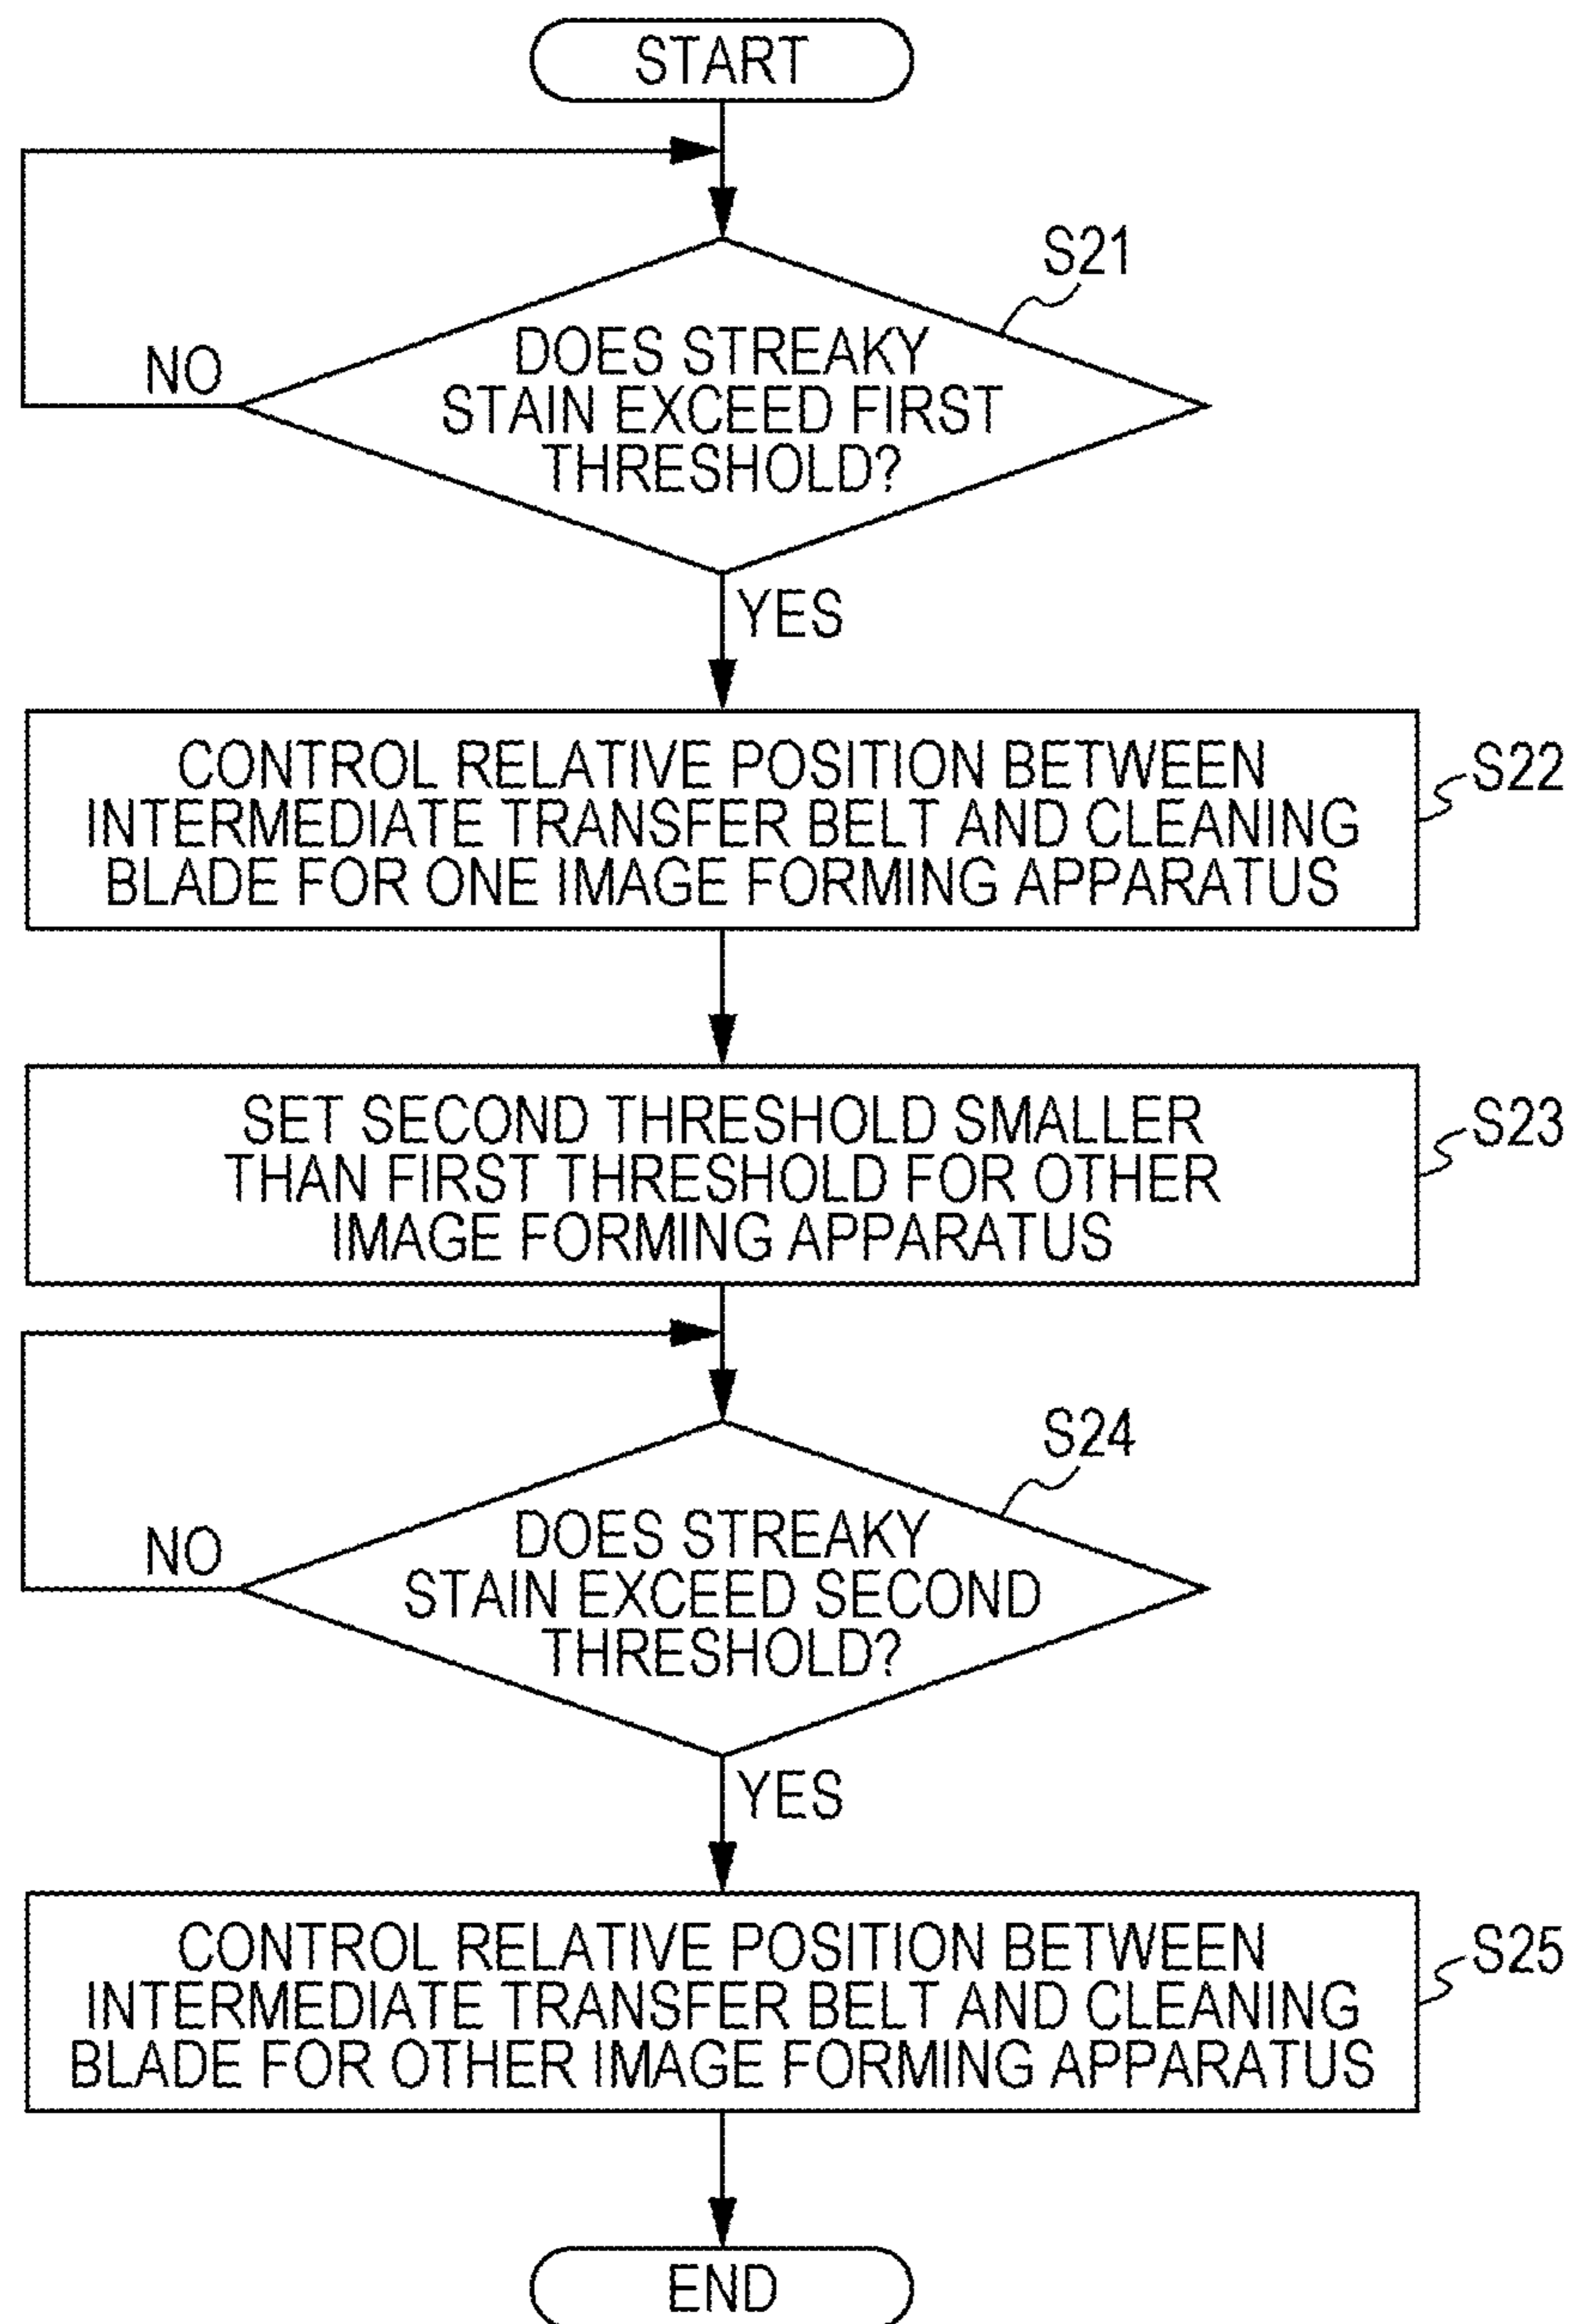 START
S21
DOES STREAKY
STAIN EXCEED FIRST
THRESHOLD?
NO
YES
CONTROL RELATIVE POSITION BETWEEN
INTERMEDIATE TRANSFER BELT AND CLEANING
BLADE FOR ONE IMAGE FORMING APPARATUS
S22
SET SECOND THRESHOLD SMALLER
THAN FIRST THRESHOLD FOR OTHER
IMAGE FORMING APPARATUS
S23
S24
DOES STREAKY
STAIN EXCEED SECOND
THRESHOLD?
NO
YES
CONTROL RELATIVE POSITION BETWEEN
INTERMEDIATE TRANSFER BELT AND CLEANING
BLADE FOR OTHER IMAGE FORMING APPARATUS
S25
END